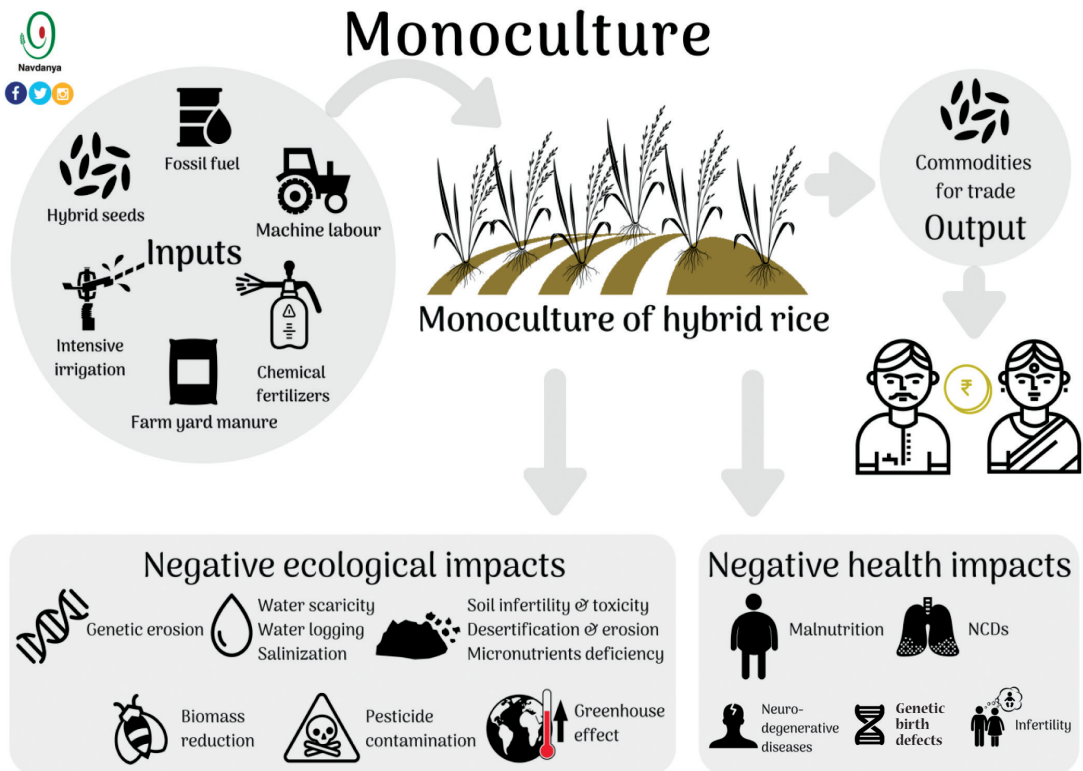 Monoculture
Navdanya
Fossil fuel
Hybrid seeds
Machine labour
Inputs
Intensive
irrigation
Chemical
fertilizers
Farm yard manure
Monoculture of hybrid rice
Commodities
for trade
Output
₹
Negative ecological impacts
Genetic erosion
Water scaricity
Water logging
Salinization
Soil infertility & toxicity
Desertification & erosion
Micronutrients deficiency
Biomass
reduction
Pesticide
contamination
Greenhouse
effect
Negative health impacts
Malnutrition
NCDs
Neuro-
degenerative
diseases
Genetic
birth
defects
Infertility